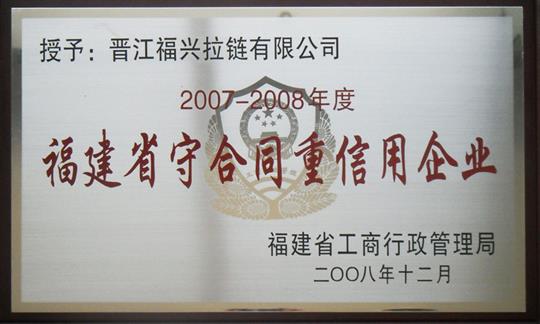 授予：晋江福兴拉链有限公司
2007-2008年度
福建省守合同重信用企业
福建省工商行政管理局
二〇〇八年十二月